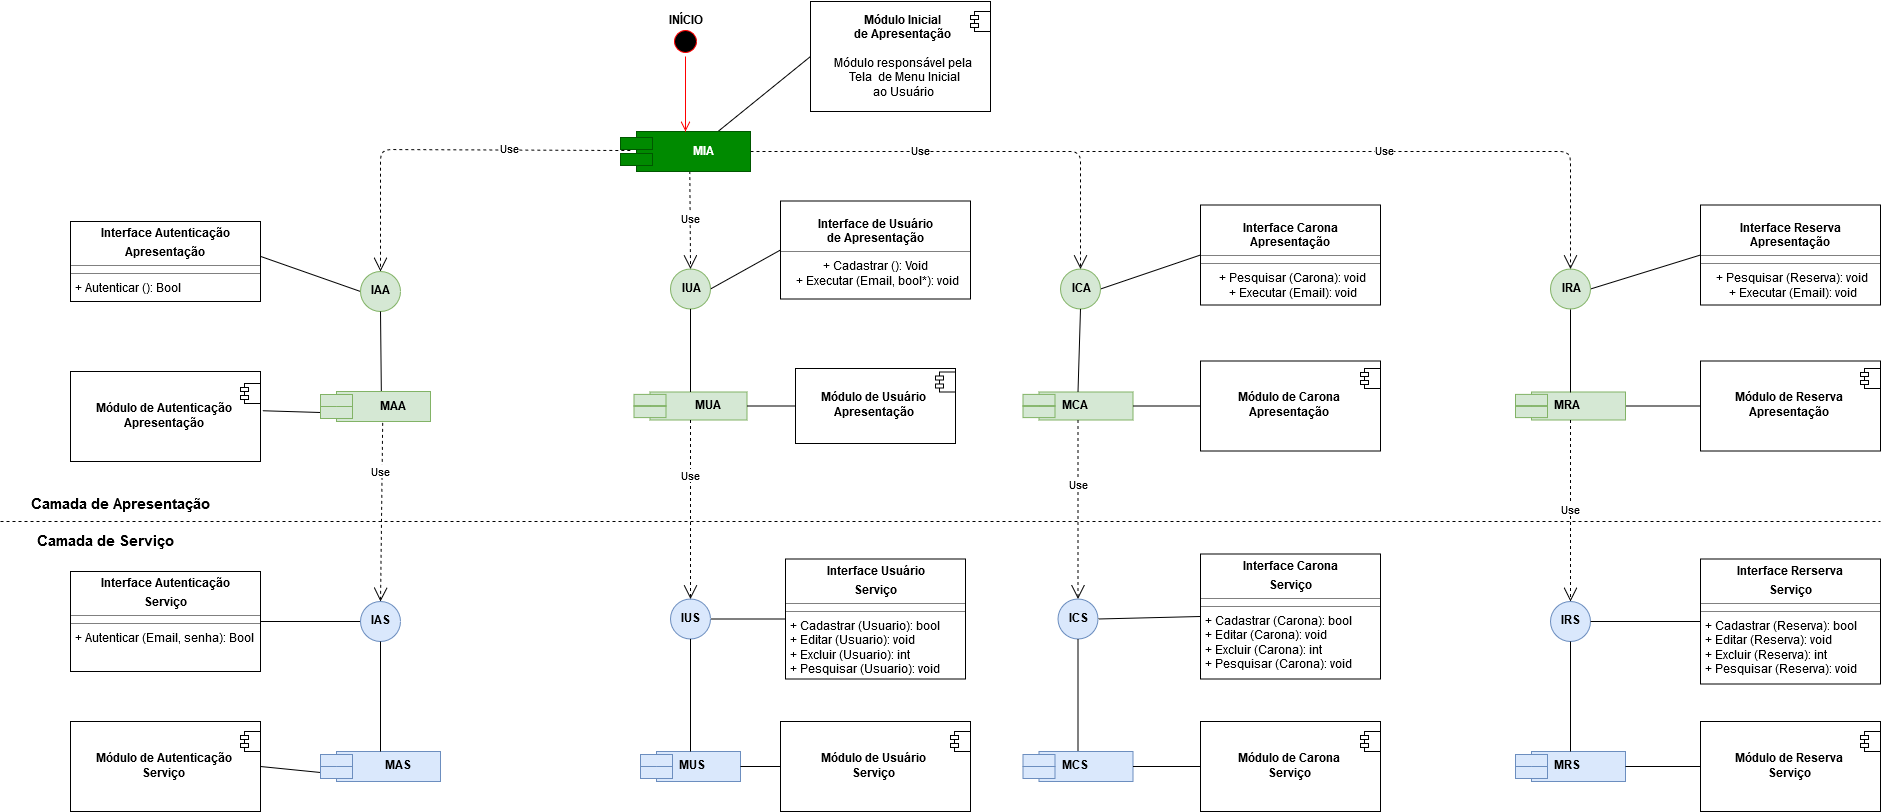 INÍCIO
Módulo Inicial
de Apresentação
Módulo responsável pela
Tela de Menu Inicial
ao Usuário
MIA
Use
Use
Use
Use
Interface Autenticação
Apresentação
+ Autenticar (): Bool
IAA
Interface de Usuário
de Apresentação
+ Cadastrar (): Void
+ Executar (Email, bool*): void
IUA
Interface Carona
Apresentação
+ Pesquisar (Carona): void
+ Executar (Email): void
ICA
Interface Reserva
Apresentação
+ Pesquisar (Reserva): void
+ Executar (Email): void
IRA
Módulo de Autenticação
Apresentação
MAA
Módulo de Usuário
Apresentação
MUA
Módulo de Carona
Apresentação
MCA
Módulo de Reserva
Apresentação
MRA
Use
Use
Use
Use
Camada de Apresentação
Camada de Serviço
Interface Autenticação
Serviço
+ Autenticar (Email, senha): Bool
IAS
Interface Usuário
Serviço
+ Cadastrar (Usuario): bool
+ Editar (Usuario): void
+ Excluir (Usuario): int
+ Pesquisar (Usuario): void
IUS
Interface Carona
Serviço
+ Cadastrar (Carona): bool
+ Editar (Carona): void
+ Excluir (Carona): int
+ Pesquisar (Carona): void
ICS
Interface Rerserva
Serviço
+ Cadastrar (Reserva): bool
+ Editar (Reserva): void
+ Excluir (Reserva): int
+ Pesquisar (Reserva): void
IRS
Módulo de Autenticação
Serviço
MAS
Módulo de Usuário
Serviço
MUS
Módulo de Carona
Serviço
MCS
Módulo de Reserva
Serviço
MRS